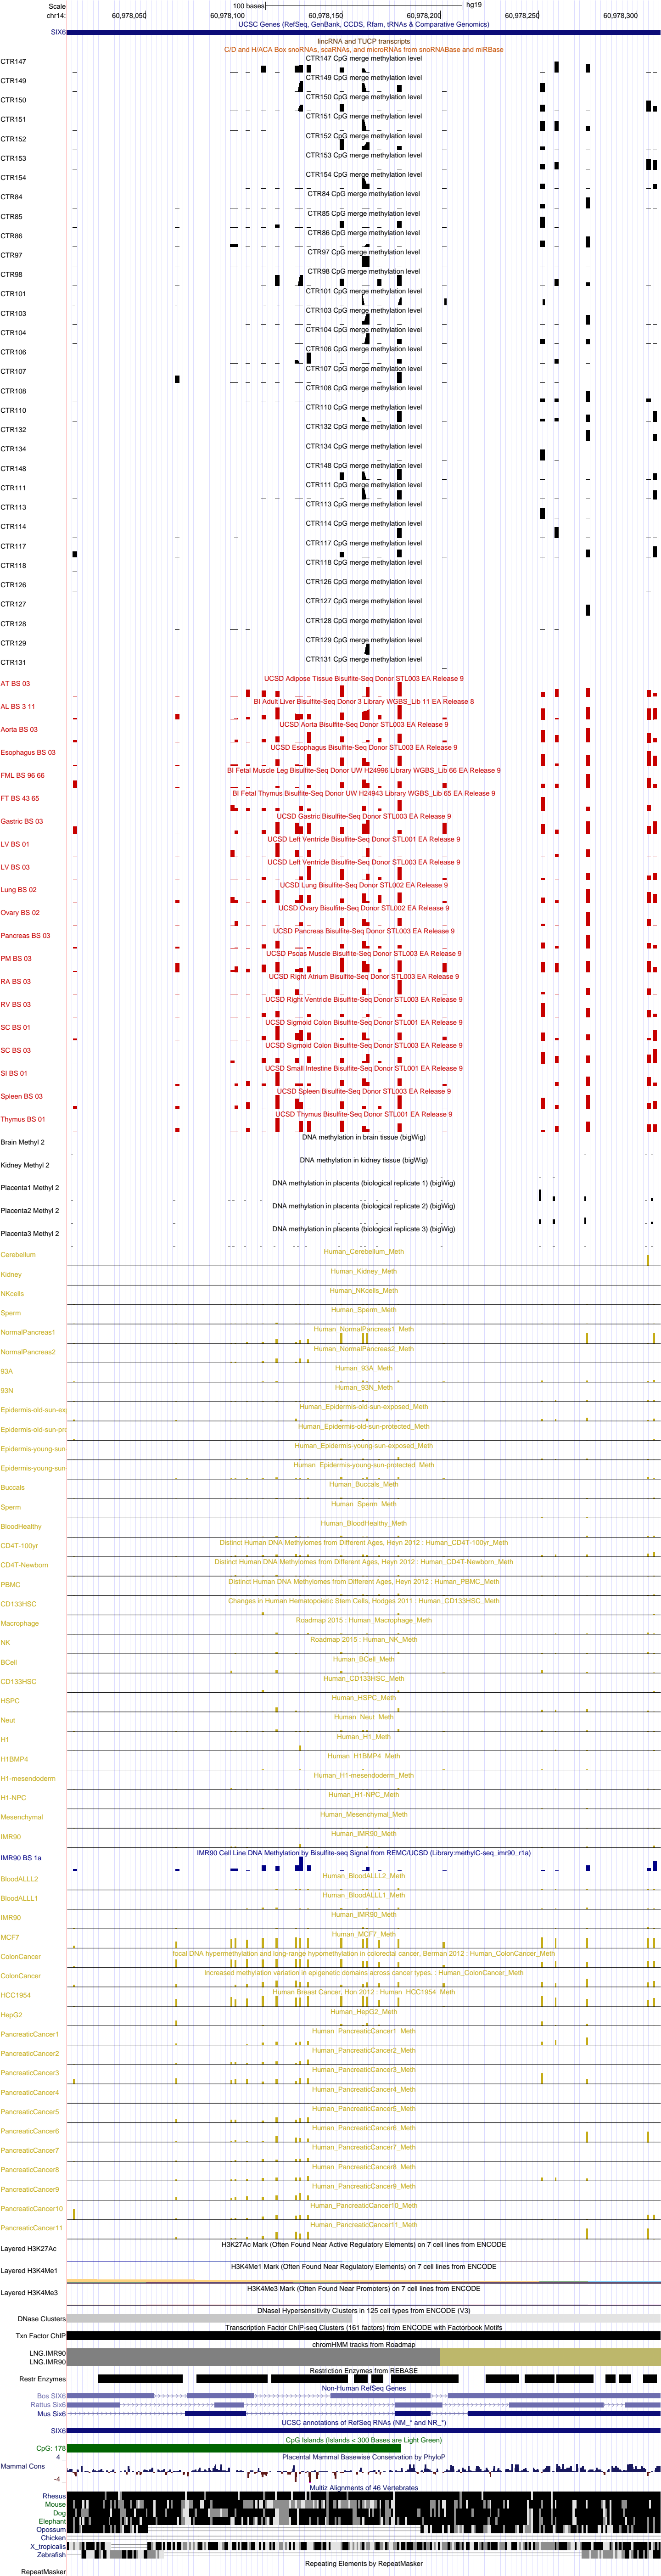 Scale 100 bases hg19
chr14: 60,978,050 60,978,100 60,978,150 60,978,200 60,978,250 60,978,300
UCSC Genes (RefSeq, GenBank, CCDS, Rfam, tRNAs & Comparative Genomics)
SIX6
lincRNA and TUCP transcripts
C/D and H/ACA Box snoRNAs, scaRNAs, and microRNAs from snoRNABase and miRBase
CTR147 CpG merge methylation level
CTR147
CTR149 CpG merge methylation level
CTR149
CTR150 CpG merge methylation level
CTR150
CTR151 CpG merge methylation level
CTR151
CTR152 CpG merge methylation level
CTR152
CTR153 CpG merge methylation level
CTR153
CTR154 CpG merge methylation level
CTR154
CTR84 CpG merge methylation level
CTR84
CTR85 CpG merge methylation level
CTR85
CTR86 CpG merge methylation level
CTR86
CTR97 CpG merge methylation level
CTR97
CTR98 CpG merge methylation level
CTR98
CTR101 CpG merge methylation level
CTR101
CTR103 CpG merge methylation level
CTR103
CTR104 CpG merge methylation level
CTR104
CTR106 CpG merge methylation level
CTR106
CTR107 CpG merge methylation level
CTR107
CTR108 CpG merge methylation level
CTR108
CTR110 CpG merge methylation level
CTR110
CTR132 CpG merge methylation level
CTR132
CTR134 CpG merge methylation level
CTR134
CTR148 CpG merge methylation level
CTR148
CTR111 CpG merge methylation level
CTR111
CTR113 CpG merge methylation level
CTR113
CTR114 CpG merge methylation level
CTR114
CTR117 CpG merge methylation level
CTR117
CTR118 CpG merge methylation level
CTR118
CTR126 CpG merge methylation level
CTR126
CTR127 CpG merge methylation level
CTR127
CTR128 CpG merge methylation level
CTR128
CTR129 CpG merge methylation level
CTR129
CTR131 CpG merge methylation level
CTR131
UCSD Adipose Tissue Bisulfite-Seq Donor STL003 EA Release 9
AT BS 03
BI Adult Liver Bisulfite-Seq Donor 3 Library WGBS_Lib 11 EA Release 8
AL BS 3 11
UCSD Aorta Bisulfite-Seq Donor STL003 EA Release 9
Aorta BS 03
UCSD Esophagus Bisulfite-Seq Donor STL003 EA Release 9
Esophagus BS 03
BI Fetal Muscle Leg Bisulfite-Seq Donor UW H24996 Library WGBS_Lib 66 EA Release 9
FML BS 96 66
BI Fetal Thymus Bisulfite-Seq Donor UW H24943 Library WGBS_Lib 65 EA Release 9
FT BS 43 65
UCSD Gastric Bisulfite-Seq Donor STL003 EA Release 9
Gastric BS 03
UCSD Left Ventricle Bisulfite-Seq Donor STL001 EA Release 9
LV BS 01
UCSD Left Ventricle Bisulfite-Seq Donor STL003 EA Release 9
LV BS 03
UCSD Lung Bisulfite-Seq Donor STL002 EA Release 9
Lung BS 02
UCSD Ovary Bisulfite-Seq Donor STL002 EA Release 9
Ovary BS 02
UCSD Pancreas Bisulfite-Seq Donor STL003 EA Release 9
Pancreas BS 03
UCSD Psoas Muscle Bisulfite-Seq Donor STL003 EA Release 9
PM BS 03
UCSD Right Atrium Bisulfite-Seq Donor STL003 EA Release 9
RA BS 03
UCSD Right Ventricle Bisulfite-Seq Donor STL003 EA Release 9
RV BS 03
UCSD Sigmoid Colon Bisulfite-Seq Donor STL001 EA Release 9
SC BS 01
UCSD Sigmoid Colon Bisulfite-Seq Donor STL003 EA Release 9
SC BS 03
UCSD Small Intestine Bisulfite-Seq Donor STL001 EA Release 9
SI BS 01
UCSD Spleen Bisulfite-Seq Donor STL003 EA Release 9
Spleen BS 03
UCSD Thymus Bisulfite-Seq Donor STL001 EA Release 9
Thymus BS 01
DNA methylation in brain tissue (bigWig)
Brain Methyl 2
DNA methylation in kidney tissue (bigWig)
Kidney Methyl 2
DNA methylation in placenta (biological replicate 1) (bigWig)
Placenta1 Methyl 2
DNA methylation in placenta (biological replicate 2) (bigWig)
Placenta2 Methyl 2
DNA methylation in placenta (biological replicate 3) (bigWig)
Placenta3 Methyl 2
Human_Cerebellum_Meth
Cerebellum
Human_Kidney_Meth
Kidney
Human_NKcells_Meth
NKcells
Human_Sperm_Meth
Sperm
Human_NormalPancreas1_Meth
NormalPancreas1
Human_NormalPancreas2_Meth
NormalPancreas2
Human_93A_Meth
93A
Human_93N_Meth
93N
Human_Epidermis-old-sun-exposed_Meth
Epidermis-old-sun-ex
Human_Epidermis-old-sun-protected_Meth
Epidermis-old-sun-pr
Human_Epidermis-young-sun-exposed_Meth
Epidermis-young-sun
Human_Epidermis-young-sun-protected_Meth
Epidermis-young-sun
Human_Buccals_Meth
Buccals
Human_Sperm_Meth
Sperm
Human_BloodHealthy_Meth
BloodHealthy
Distinct Human DNA Methylomes from Different Ages, Heyn 2012 : Human_CD4T-100yr_Meth
CD4T-100yr
Distinct Human DNA Methylomes from Different Ages, Heyn 2012 : Human_CD4T-Newborn_Meth
CD4T-Newborn
Distinct Human DNA Methylomes from Different Ages, Heyn 2012 : Human_PBMC_Meth
PBMC
Changes in Human Hematopoietic Stem Cells, Hodges 2011 : Human_CD133HSC_Meth
CD133HSC
Roadmap 2015 : Human_Macrophage_Meth
Macrophage
Roadmap 2015 : Human_NK_Meth
NK
Human_BCell_Meth
BCell
Human_CD133HSC_Meth
CD133HSC
Human_HSPC_Meth
HSPC
Human_Neut_Meth
Neut
Human_H1_Meth
H1
Human_H1BMP4_Meth
H1BMP4
Human_H1-mesendoderm_Meth
H1-mesendoderm
Human_H1-NPC_Meth
H1-NPC
Human_Mesenchymal_Meth
Mesenchymal
Human_IMR90_Meth
IMR90
IMR90 Cell Line DNA Methylation by Bisulfite-seq Signal from REMC/UCSD (Library:methylC-seq_imr90_r1a)
IMR90 BS 1a
Human_BloodALLL2_Meth
BloodALLL2
Human_BloodALLL1_Meth
BloodALLL1
Human_IMR90_Meth
IMR90
Human_MCF7_Meth
MCF7
focal DNA hypermethylation and long-range hypomethylation in colorectal cancer, Berman 2012 : Human_ColonCancer_Meth
ColonCancer
Increased methylation variation in epigenetic domains across cancer types. : Human_ColonCancer_Meth
ColonCancer
Human Breast Cancer. Hon 2012 : Human_HCC1954_Meth
HCC1954
Human_HepG2_Meth
HepG2
Human_PancreaticCancer1_Meth
PancreaticCancer1
Human_PancreaticCancer2_Meth
PancreaticCancer2
Human_PancreaticCancer3_Meth
PancreaticCancer3
Human_PancreaticCancer4_Meth
PancreaticCancer4
Human_PancreaticCancer5_Meth
PancreaticCancer5
Human_PancreaticCancer6_Meth
PancreaticCancer6
Human_PancreaticCancer7_Meth
PancreaticCancer7
Human_PancreaticCancer8_Meth
PancreaticCancer8
Human_PancreaticCancer9_Meth
PancreaticCancer9
Human_PancreaticCancer10_Meth
PancreaticCancer10
Human_PancreaticCancer11_Meth
PancreaticCancer11
H3K27Ac Mark (Often Found Near Active Regulatory Elements) on 7 cell lines from ENCODE
Layered H3K27Ac
H3K4Me1 Mark (Often Found Near Regulatory Elements) on 7 cell lines from ENCODE
Layered H3K4Me1
H3K4Me3 Mark (Often Found Near Promoters) on 7 cell lines from ENCODE
Layered H3K4Me3
DNaseI Hypersensitivity Clusters in 125 cell types from ENCODE (V3)
DNase Clusters
Transcription Factor ChIP-seq Clusters (161 factors) from ENCODE with Factorbook Motifs
Txn Factor ChIP
chromHMM tracks from Roadmap
LNG.IMR90
LNG.IMR90
Restriction Enzymes from REBASE
Restr Enzymes
Non-Human RefSeq Genes
Bos SIX6
Rattus Six6
Mus Six6
UCSC annotations of RefSeq RNAs (NM_* and NR_*)
SIX6
CpG Islands (Islands < 300 Bases are Light Green)
CpG: 178
Placental Mammal Basewise Conservation by PhyloP
4 _
Mammal Cons
-4 _
Multiz Alignments of 46 Vertebrates
Rhesus
Mouse
Dog
Elephant
Opossum
Chicken
X_tropicalis
Zebrafish
Repeating Elements by RepeatMasker
RepeatMasker